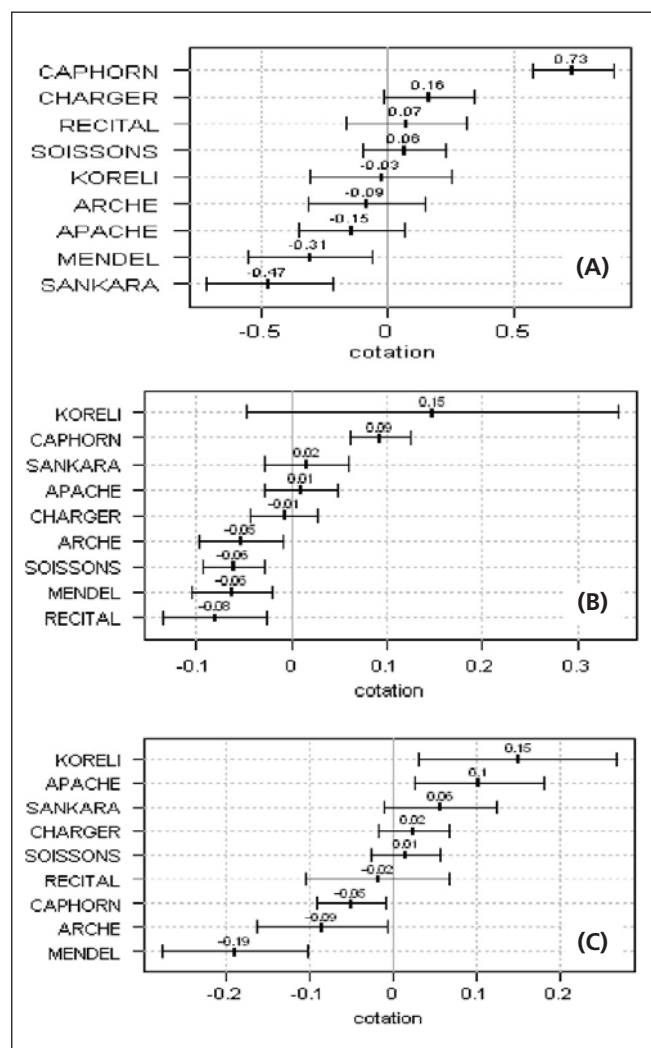 CAPHORN 0.73
CHARGER 0.16
RECITAL 0.07
SOISSONS 0.06
KORELI -0.03
ARCHE -0.09
APACHE -0.15
MENDEL -0.31
SANKARA -0.47
(A)
-0.5 0 0.5
cotation
KORELI 0.15
CAPHORN 0.09
SANKARA 0.02
APACHE 0.01
CHARGER -0.01
ARCHE -0.05
SOISSONS -0.06
MENDEL -0.06
RECITAL -0.08
(B)
-0.1 0 0.1 0.2 0.3
cotation
KORELI 0.15
APACHE 0.1
SANKARA 0.06
CHARGER 0.02
SOISSONS 0.01
RECITAL -0.02
CAPHORN -0.05
ARCHE -0.09
MENDEL -0.19
(C)
-0.2 -0.1 0 0.1 0.2
cotation